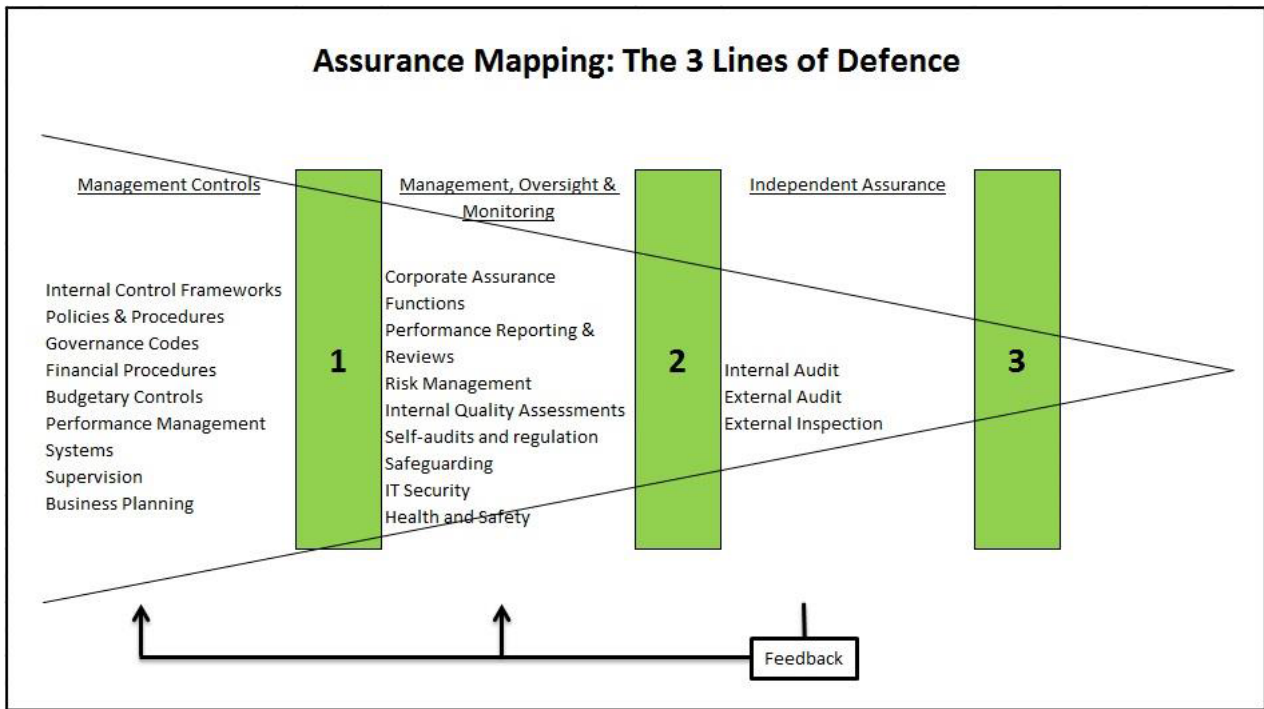 Assurance Mapping: The 3 Lines of Defence
Management Controls
Internal Control Frameworks
Policies & Procedures
Governance Codes
Financial Procedures
Budgetary Controls
Performance Management
Systems
Supervision
Business Planning
1
Management, Oversight &
Monitoring
Corporate Assurance
Functions
Performance Reporting &
Reviews
Risk Management
Internal Quality Assessments
Self-audits and regulation
Safeguarding
IT Security
Health and Safety
2
Independent Assurance
Internal Audit
External Audit
External Inspection
3
Feedback